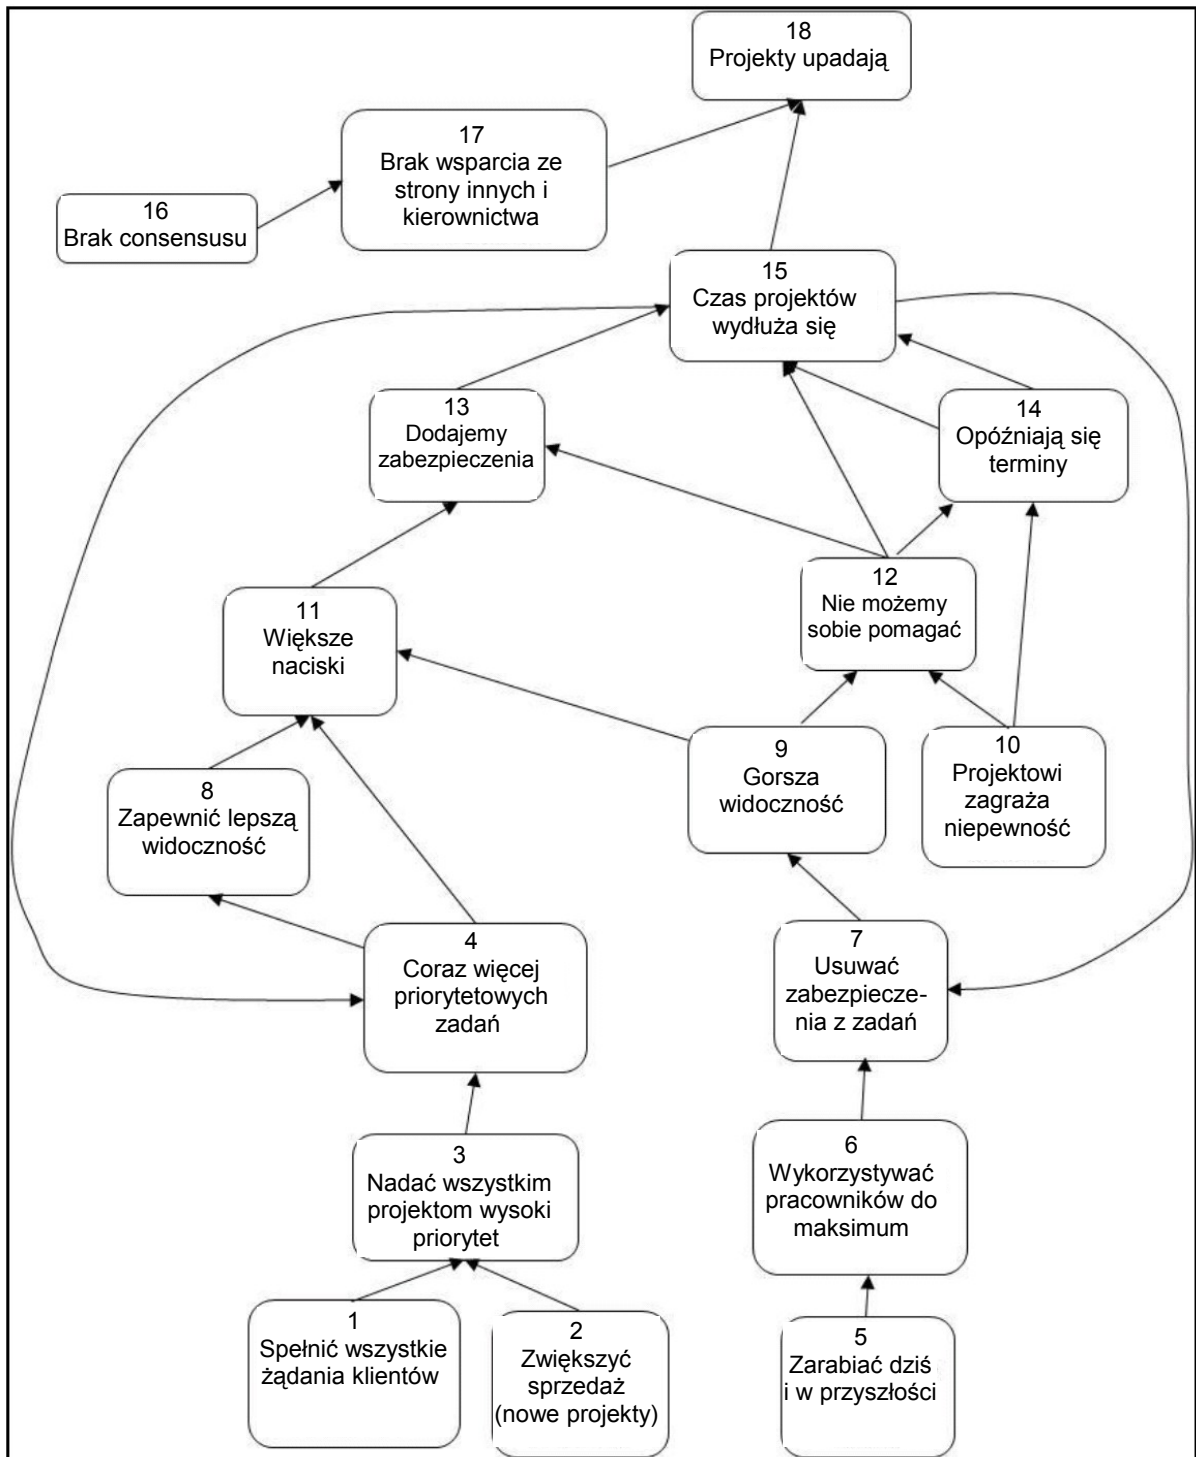 18
Projekty upadają
17
Brak wsparcia ze
strony innych i
kierownictwa
16
Brak consensusu
15
Czas projektów
wydłuża się
13
Dodajemy
zabezpieczenia
14
Opóźniają się
terminy
12
Nie możemy
sobie pomagać
11
Większe
naciski
9
Gorsza
widoczność
10
Projektowi
zagraża
niepewność
8
Zapewnić lepszą
widoczność
4
Coraz więcej
priorytetowych
zadań
7
Usuwać
zabezpiecze-
nia z zadań
3
Nadać wszystkim
projektom wysoki
priorytet
6
Wykorzystywać
pracowników do
maksimum
1
Spełnić wszystkie
żądania klientów
2
Zwiększyć
sprzedaż
(nowe projekty)
5
Zarabiać dziś
i w przyszłości